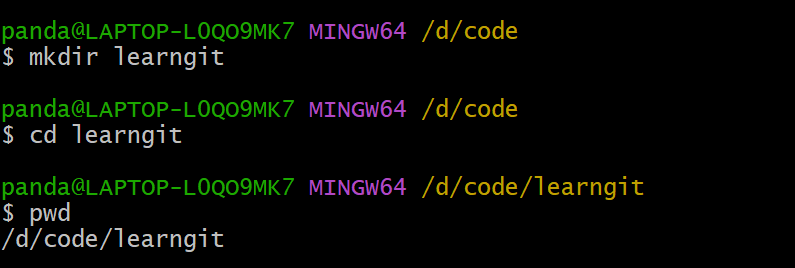 panda@LAPTOP-L0QO9MK7 MINGW64 /d/code
$ mkdir learngit
panda@LAPTOP-L0QO9MK7 MINGW64 /d/code
$ cd learngit
panda@LAPTOP-L0QO9MK7 MINGW64 /d/code/learngit
$ pwd
/d/code/learngit